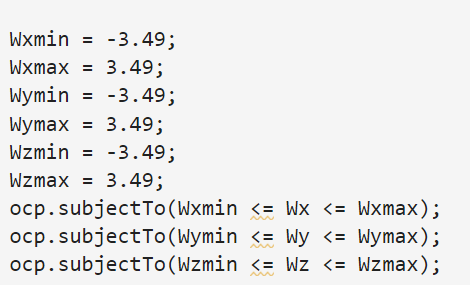 Wxmin = -3.49;
Wxmax = 3.49;
Wymin = -3.49;
Wymax = 3.49;
Wzmin = -3.49;
Wzmax = 3.49;
ocp.subjectTo(Wxmin <= Wx <= Wxmax);
ocp.subjectTo(Wymin <= Wy <= Wymax);
ocp.subjectTo(Wzmin <= Wz <= Wzmax);